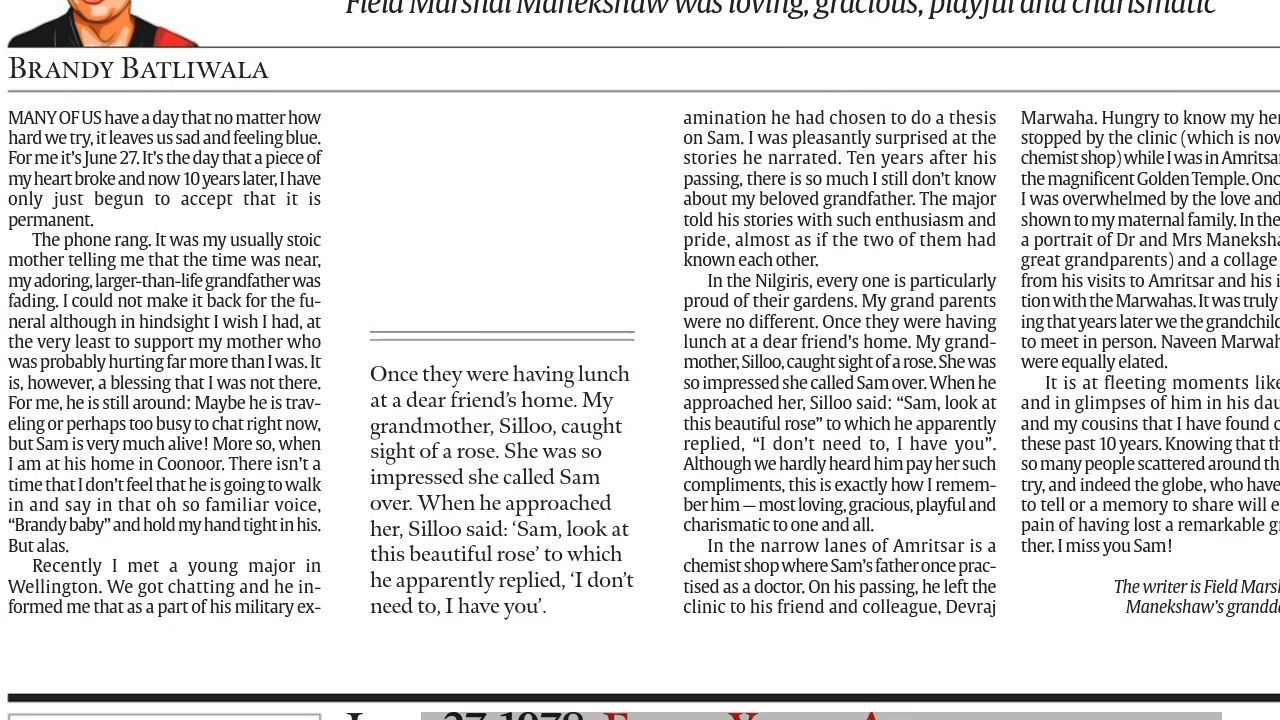 Field Marshal Manekshaw was loving, gracious, playful and charismatic
BRANDY BATLIWALA
MANY OF US have a day that no matter how
hard we try, it leaves us sad and feeling blue.
For me it's June 27. It's the day that a piece of
my heart broke and now 10 years later, I have
only just begun to accept that it is
permanent.
The phone rang. It was my usually stoic
mother telling me that the time was near,
my adoring, larger-than-life grandfather was
fading. I could not make it back for the fu-
neral although in hindsight I wish I had, at
the very least to support my mother who
was probably hurting far more than I was. It
is, however, a blessing that I was not there.
For me, he is still around: Maybe he is trav-
eling or perhaps too busy to chat right now,
but Sam is very much alive! More so, when
I am at his home in Coonoor. There isn't a
time that I don't feel that he is going to walk
in and say in that oh so familiar voice,
“Brandy baby” and hold my hand tight in his.
But alas.
Recently I met a young major in
Wellington. We got chatting and he in-
formed me that as a part of his military ex-
Once they were having lunch
at a dear friend's home. My
grandmother, Silloo, caught
sight of a rose. She was so
impressed she called Sam
over. When he approached
her, Silloo said: ‘Sam, look at
this beautiful rose’ to which
he apparently replied, ‘I don't
need to, I have you’.
amination he had chosen to do a thesis
on Sam. I was pleasantly surprised at the
stories he narrated. Ten years after his
passing, there is so much I still don't know
about my beloved grandfather. The major
told his stories with such enthusiasm and
pride, almost as if the two of them had
known each other.
In the Nilgiris, every one is particularly
proud of their gardens. My grand parents
were no different. Once they were having
lunch at a dear friend's home. My grand-
mother, Silloo, caught sight of a rose. She was
so impressed she called Sam over. When he
approached her, Silloo said: “Sam, look at
this beautiful rose” to which he apparently
replied, “I don't need to, I have you”.
Although we hardly heard him pay her such
compliments, this is exactly how I remem-
ber him — most loving, gracious, playful and
charismatic to one and all.
In the narrow lanes of Amritsar is a
chemist shop where Sam's father once prac-
tised as a doctor. On his passing, he left the
clinic to his friend and colleague, Devraj
Marwaha. Hungry to know my her
stopped by the clinic (which is now
chemist shop) while I was in Amritsar
the magnificent Golden Temple. Onc
I was overwhelmed by the love and
shown to my maternal family. In the
a portrait of Dr and Mrs Maneksha
great grandparents) and a collage
from his visits to Amritsar and his i
tion with the Marwahas. It was truly
ing that years later we the grandchild
to meet in person. Naveen Marwah
were equally elated.
It is at fleeting moments like
and in glimpses of him in his dau
and my cousins that I have found c
these past 10 years. Knowing that th
so many people scattered around th
try, and indeed the globe, who have
to tell or a memory to share will e
pain of having lost a remarkable g
ther. I miss you Sam!
The writer is Field Marsh
Manekshaw's grandda